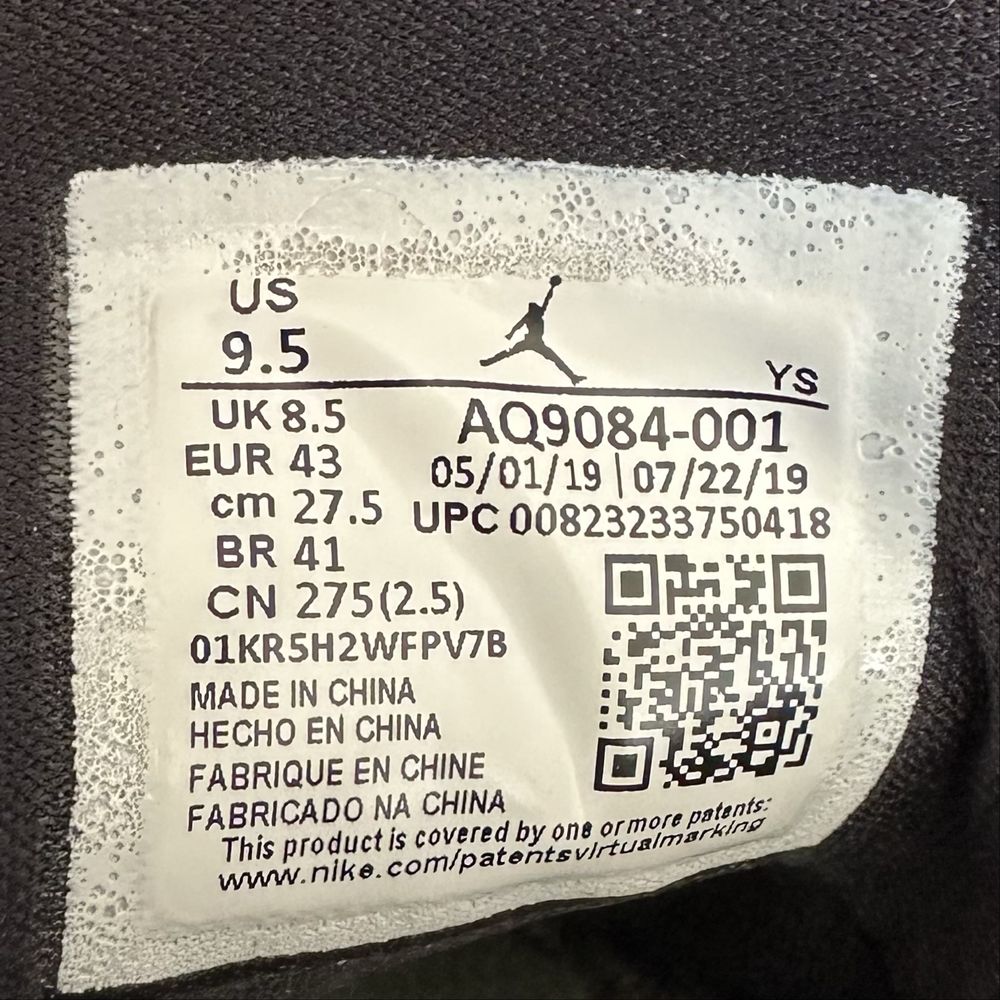 US
9.5
YS
UK 8.5
AQ9084-001
EUR 43
05/01/19 | 07/22/19
cm 27.5
UPC 00823233750418
BR 41
CN 275(2.5)
01KR5H2WFPV7B
MADE IN CHINA
HECHO EN CHINA
FABRIQUE EN CHINE
FABRICADO NA CHINA
This product is covered by one or more patents:
www.nike.com/patentsvirtualmarking